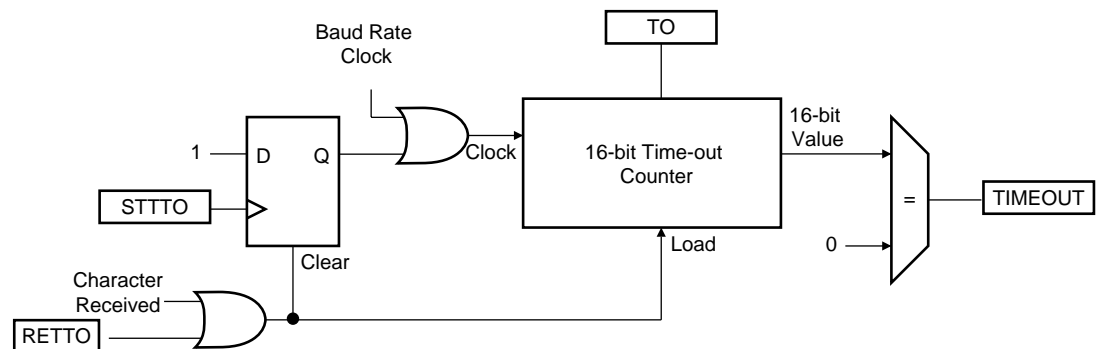 TO
Baud Rate
Clock
16-bit
Value
1
D
Q
Clock
16-bit Time-out
Counter
STTTO
=
TIMEOUT
0
Load
Clear
Character
Received
RETTO